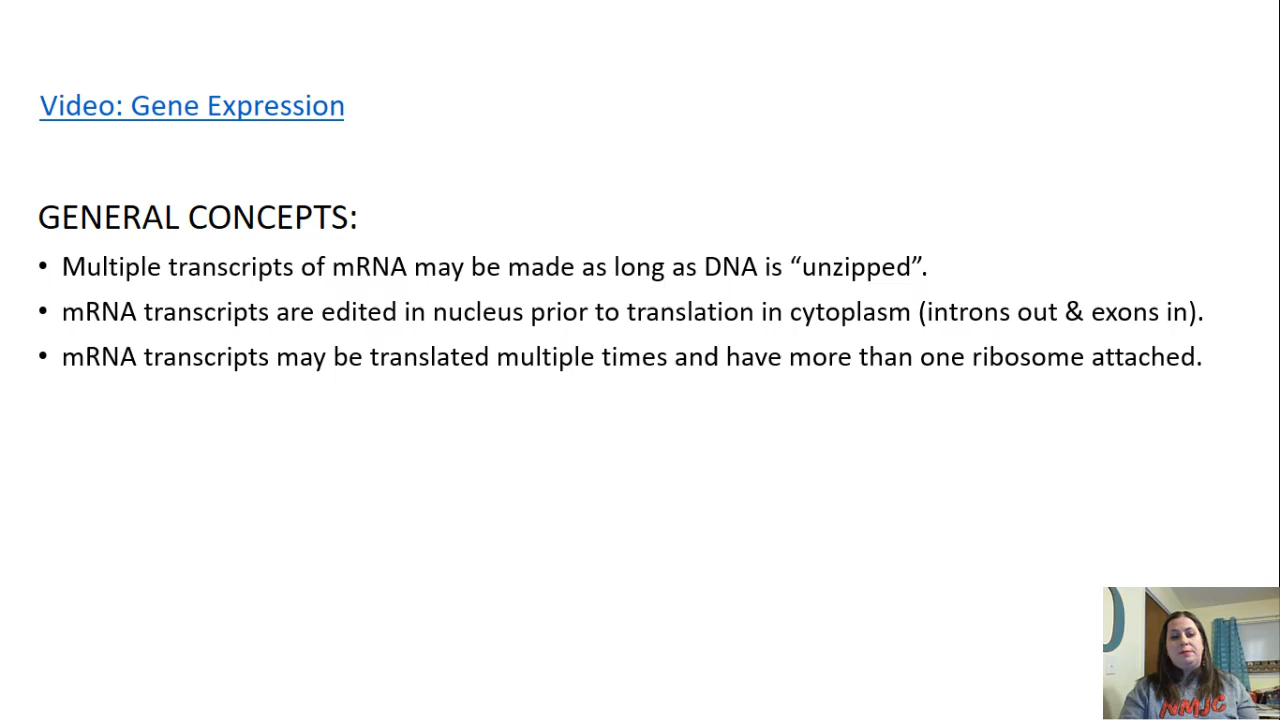 Video: Gene Expression
GENERAL CONCEPTS:
• Multiple transcripts of mRNA may be made as long as DNA is “unzipped”.
• mRNA transcripts are edited in nucleus prior to translation in cytoplasm (introns out & exons in).
• mRNA transcripts may be translated multiple times and have more than one ribosome attached.
NMJC